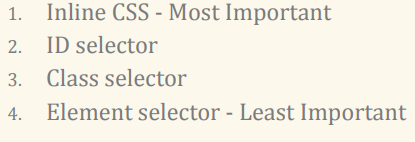 1. Inline CSS - Most Important
2. ID selector
3. Class selector
4. Element selector - Least Important